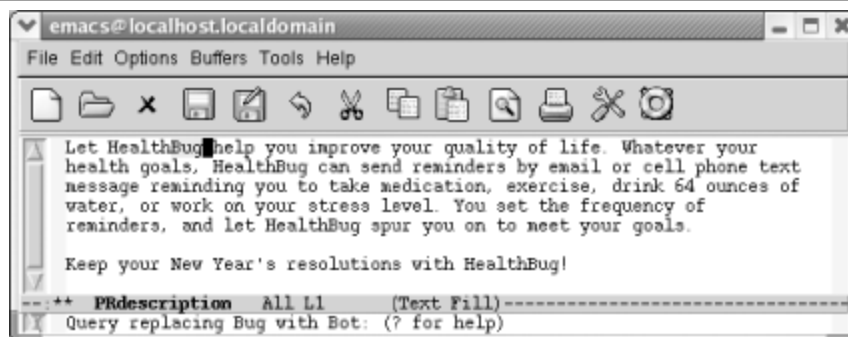 emacs@localhost.localdomain
File Edit Options Buffers Tools Help
Let HealthBug help you improve your quality of life. Whatever your
health goals, HealthBug can send reminders by email or cell phone text
message reminding you to take medication, exercise, drink 64 ounces of
water, or work on your stress level. You set the frequency of
reminders, and let HealthBug spur you on to meet your goals.
Keep your New Year's resolutions with HealthBug!
--:** PRdescription All L1 (Text Fill)--------------------------------
Query replacing Bug with Bot: (? for help)